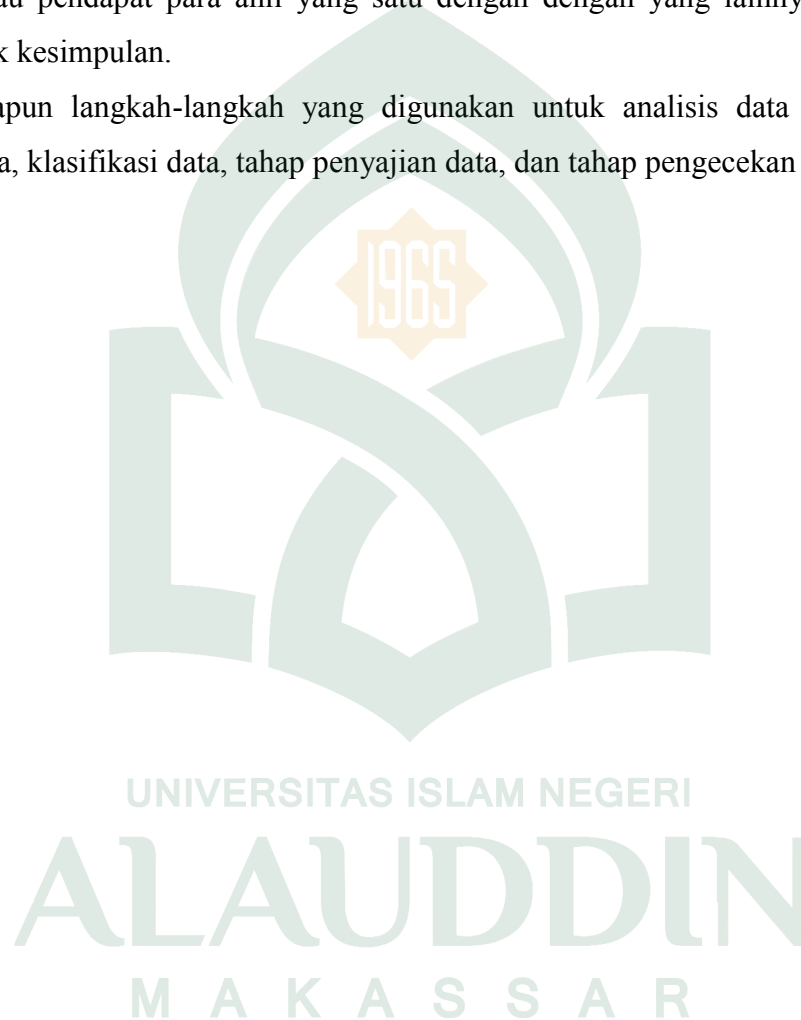 au pendapat para ahli yang satu dengan dengan yang lainny
k kesimpulan.
apun langkah-langkah yang digunakan untuk analisis data
a, klasifikasi data, tahap penyajian data, dan tahap pengecekan
1965
UNIVERSITAS ISLAM NEGERI
ALAUDDIN
MAKASSAR